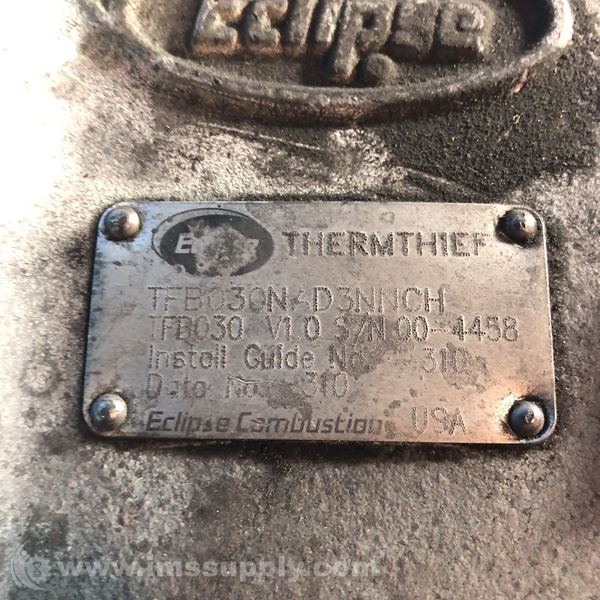 Eclipse
Eclipse THERMTHIEF
TFB030NAD3NNCH
TFB030 V1.0 S/N 00-4458
Install Guide No. 310
Data No. 310
Eclipse Combustion USA
www.imssupply.com